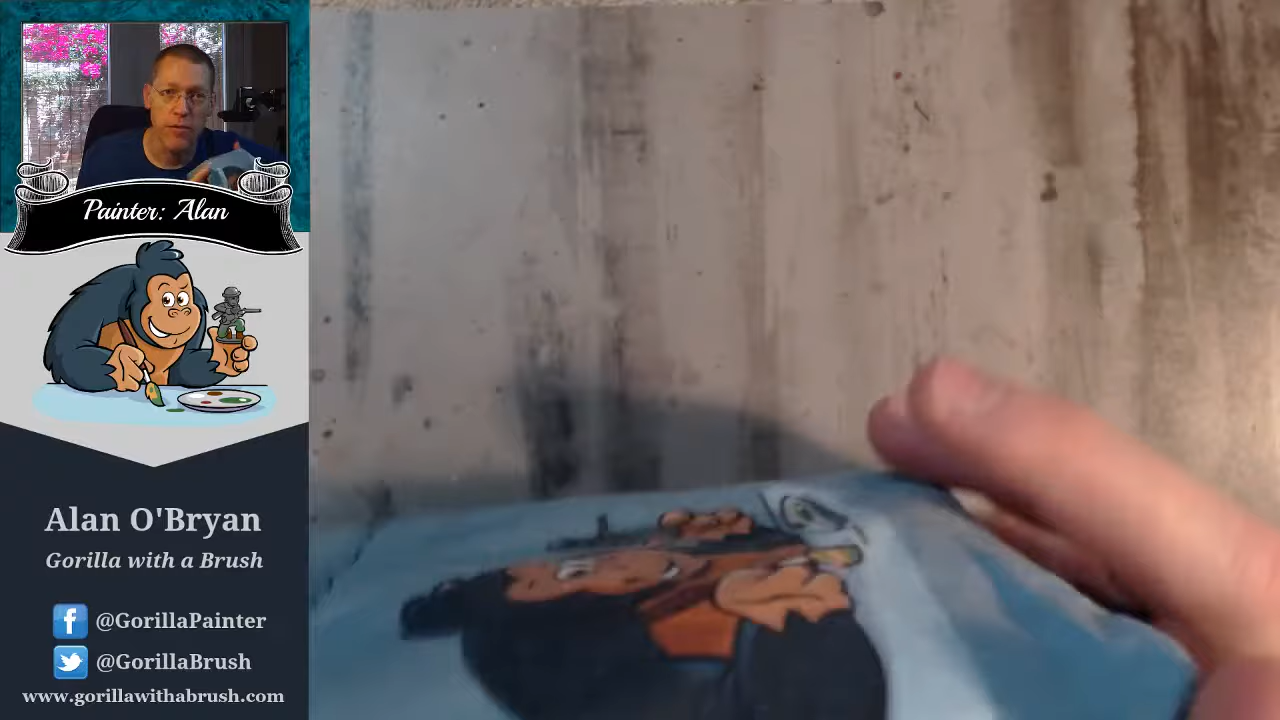 Painter: Alan
Alan O'Bryan
Gorilla with a Brush
@GorillaPainter
@GorillaBrush
www.gorillawithabrush.com